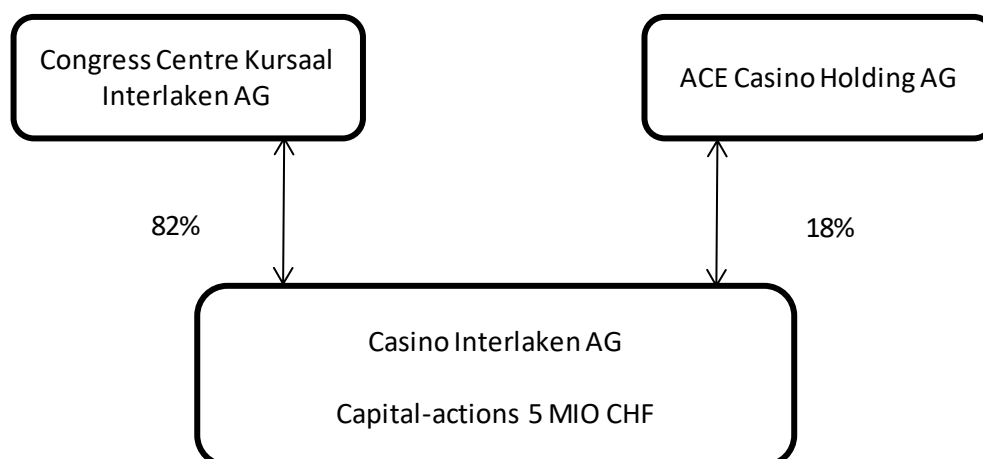 Congress Centre Kursaal
Interlaken AG
ACE Casino Holding AG
82%
18%
Casino Interlaken AG
Capital-actions 5 MIO CHF